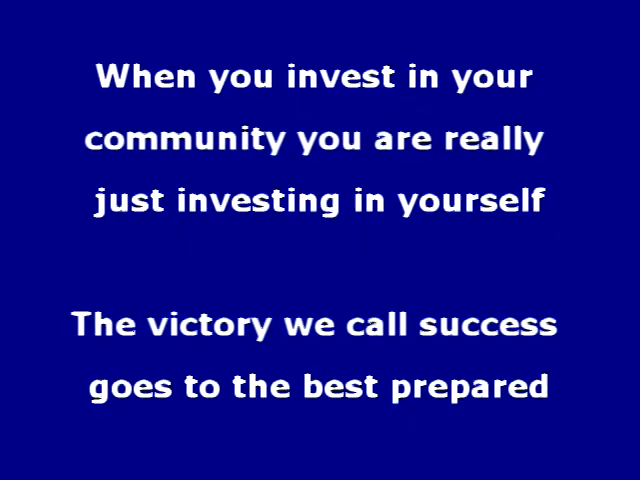 When you invest in your
community you are really
just investing in yourself
The victory we call success
goes to the best prepared